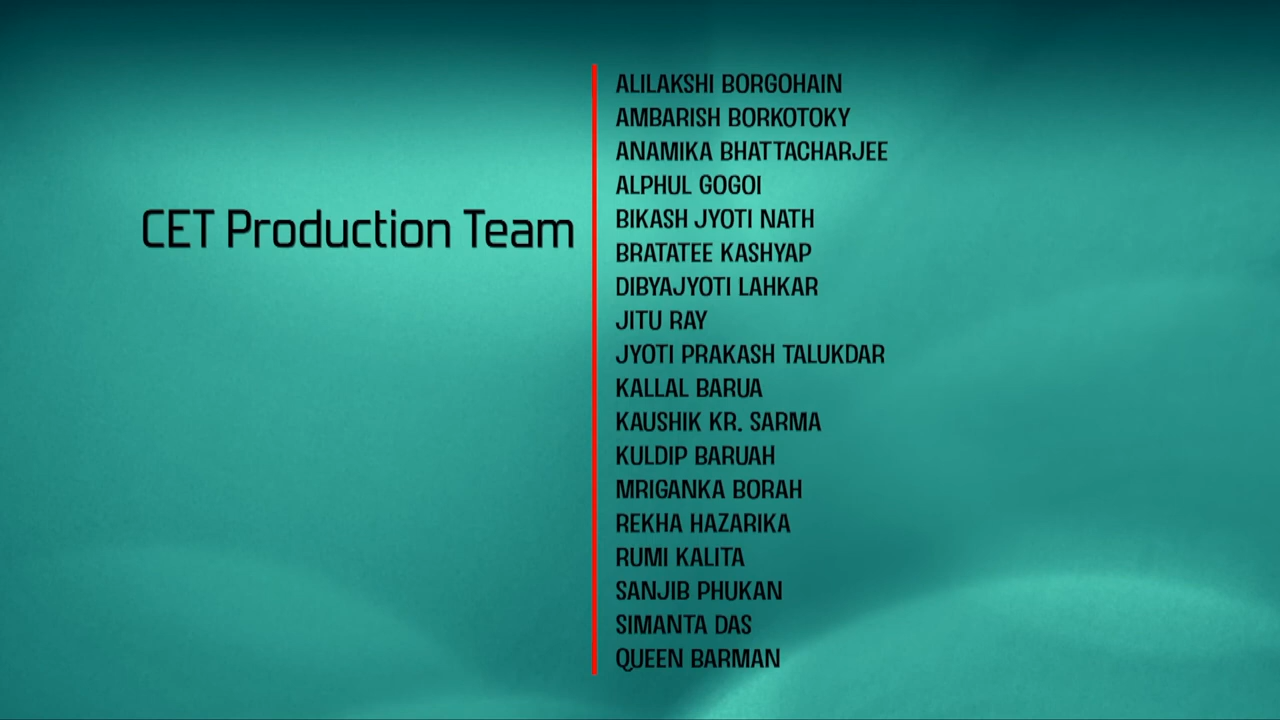 CET Production Team
ALILAKSHI BORGOHAIN
AMBARISH BORKOTOKY
ANAMIKA BHATTACHARJEE
ALPHUL GOGOI
BIKASH JYOTI NATH
BRATATEE KASHYAP
DIBYAJYOTI LAHKAR
JITU RAY
JYOTI PRAKASH TALUKDAR
KALLAL BARUA
KAUSHIK KR. SARMA
KULDIP BARUAH
MRIGANKA BORAH
REKHA HAZARIKA
RUMI KALITA
SANJIB PHUKAN
SIMANTA DAS
QUEEN BARMAN